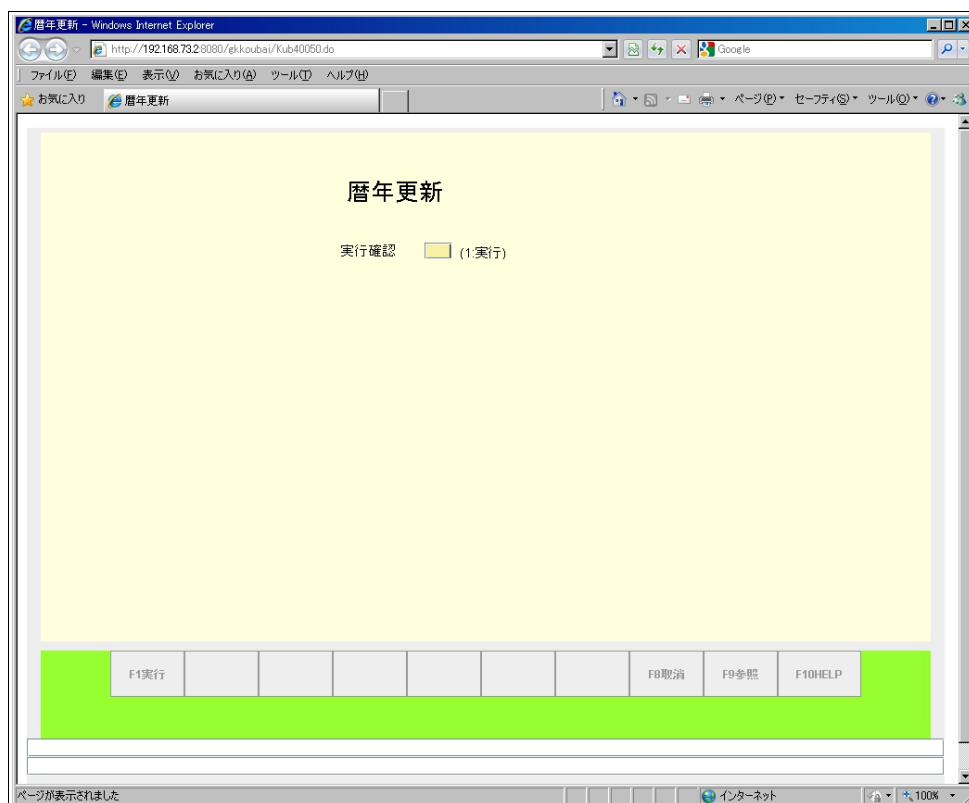 暦年更新 - Windows Internet Explorer
http://192.168.73.2:8080/gkkoubai/Kub40050.do
Google
ファイル(F) 編集(E) 表示(V) お気に入り(A) ツール(T) ヘルプ(H)
お気に入り 暦年更新 ページ(P) セーフティ(S) ツール(O)
暦年更新
実行確認 (1:実行)
F1実行 F8取消 F9参照 F10HELP
ページが表示されました インターネット 100%